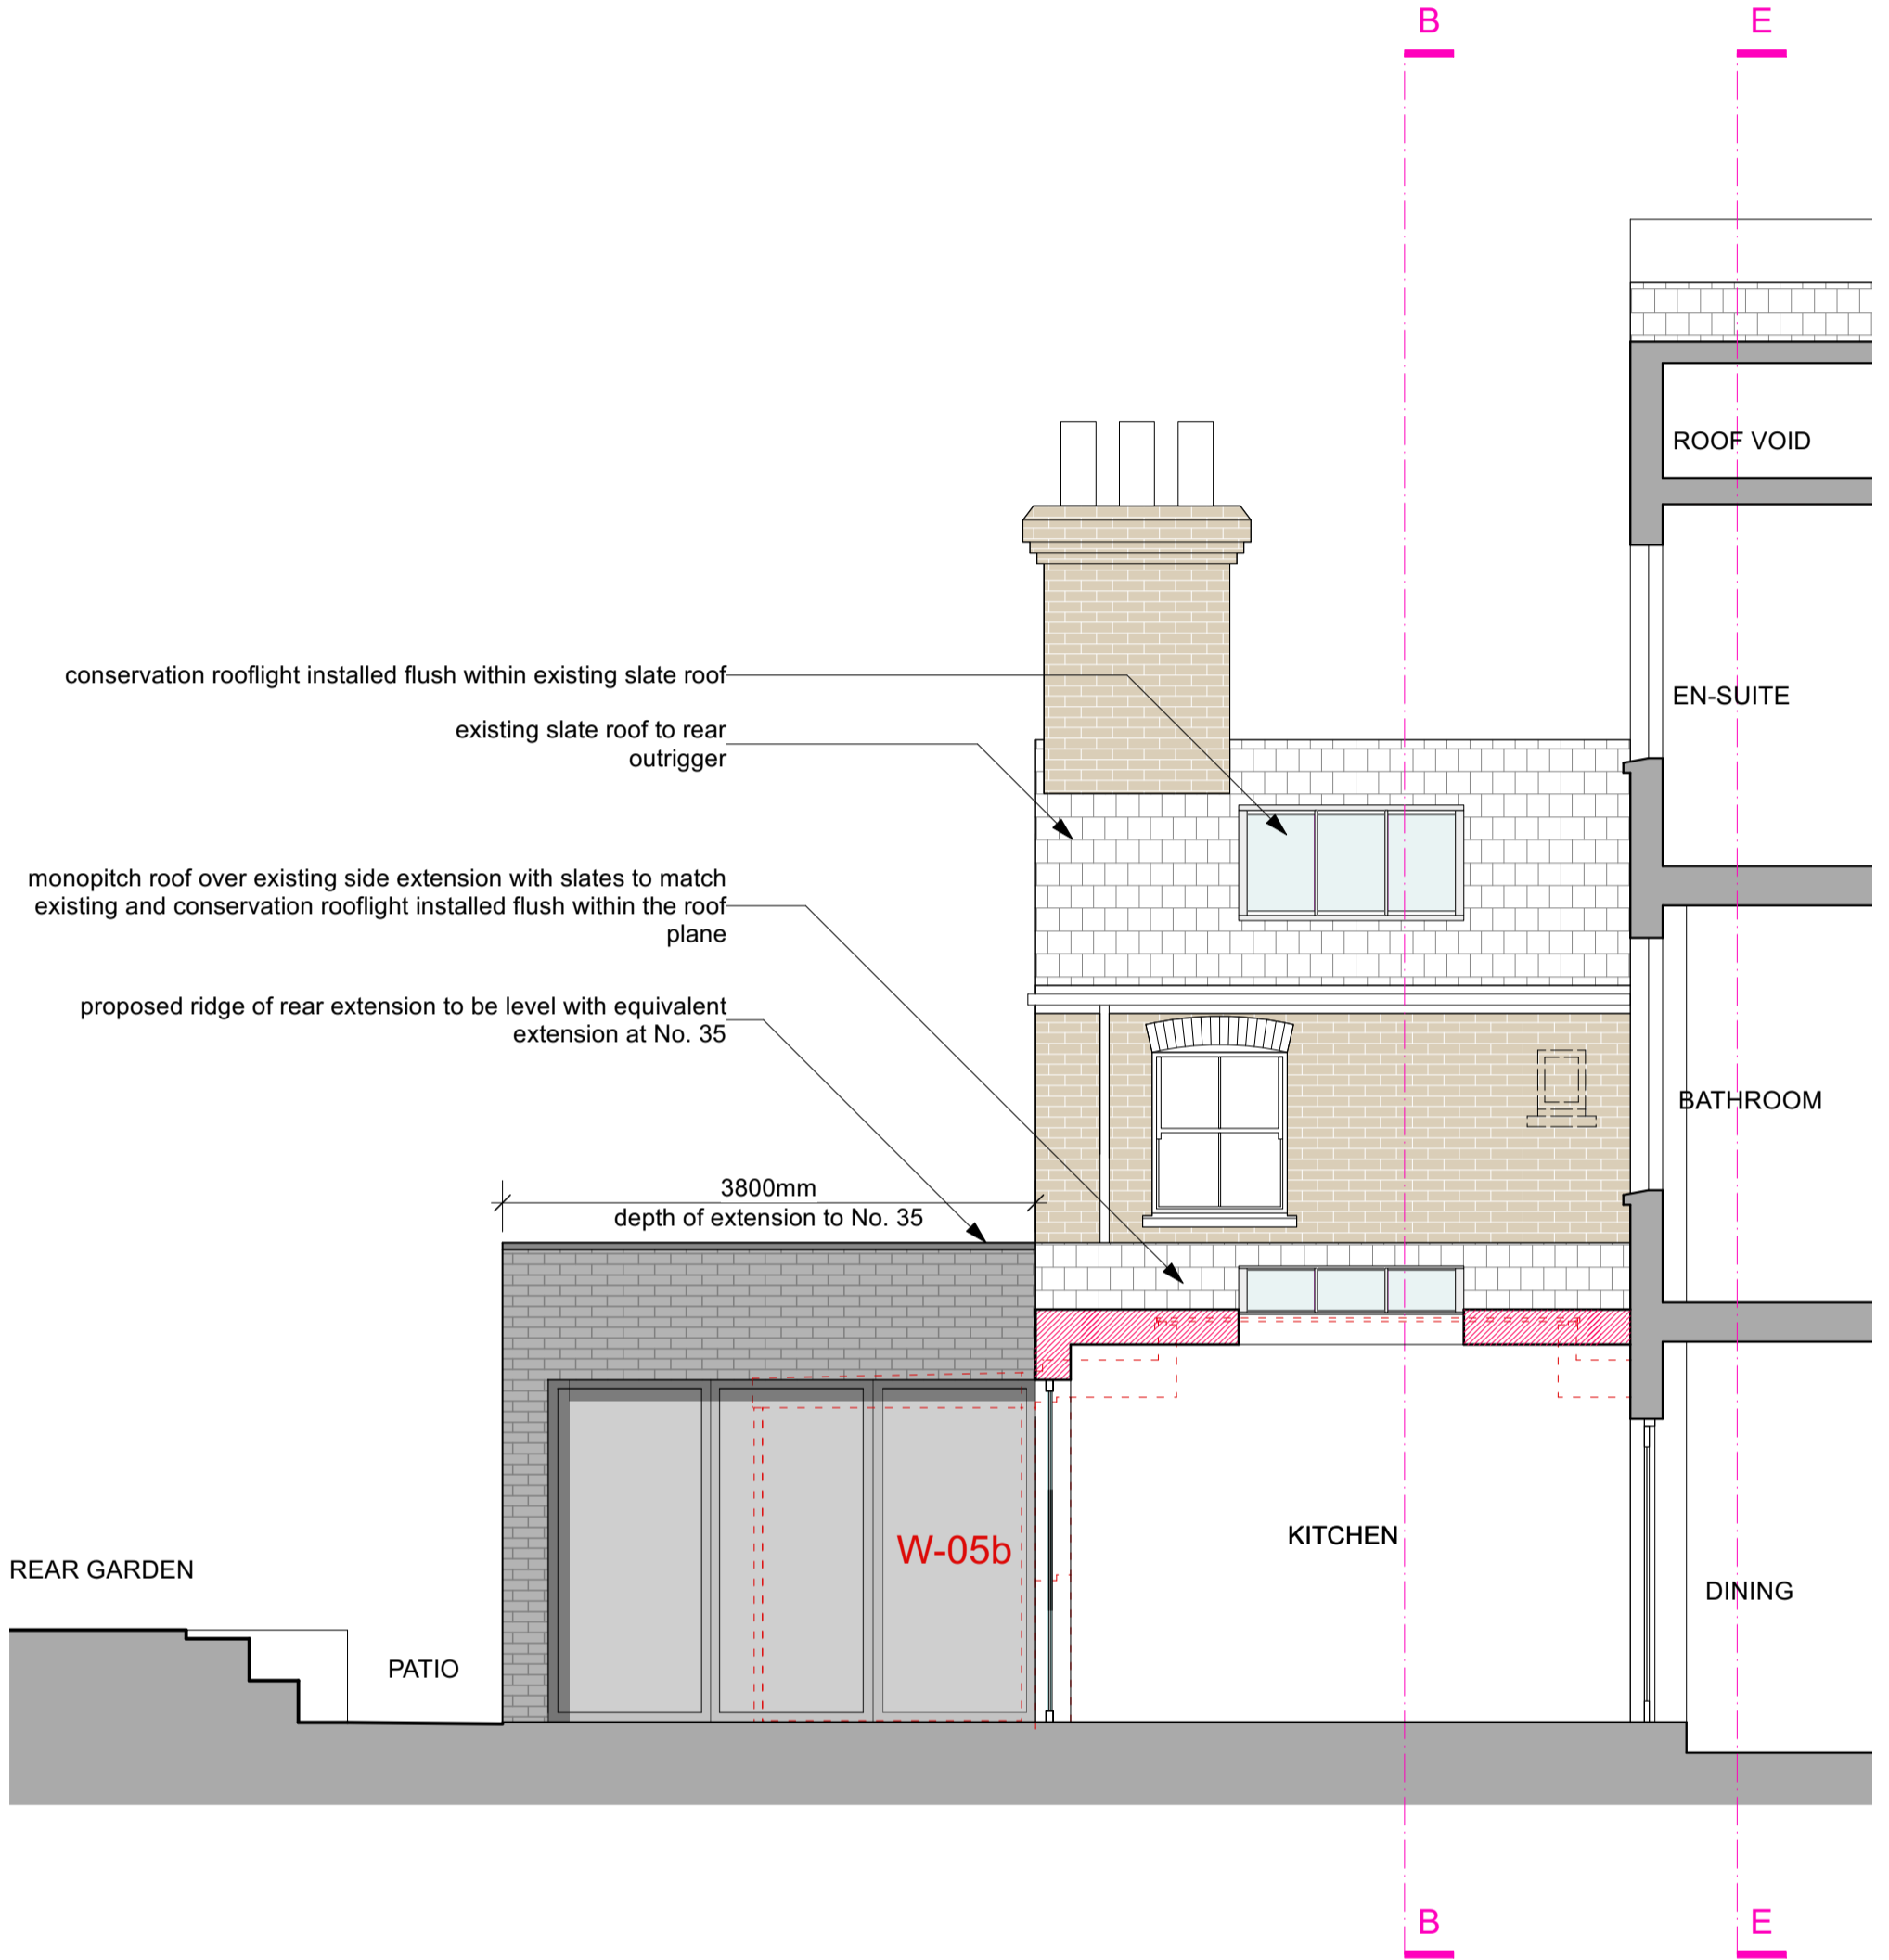 B
E
ROOF VOID
conservation rooflight installed flush within existing slate roof
EN-SUITE
existing slate roof to rear
outrigger
monopitch roof over existing side extension with slates to match
existing and conservation rooflight installed flush within the roof
plane
proposed ridge of rear extension to be level with equivalent
extension at No. 35
BATHROOM
3800mm
depth of extension to No. 35
W-05b
KITCHEN
REAR GARDEN
DINING
PATIO
B
E